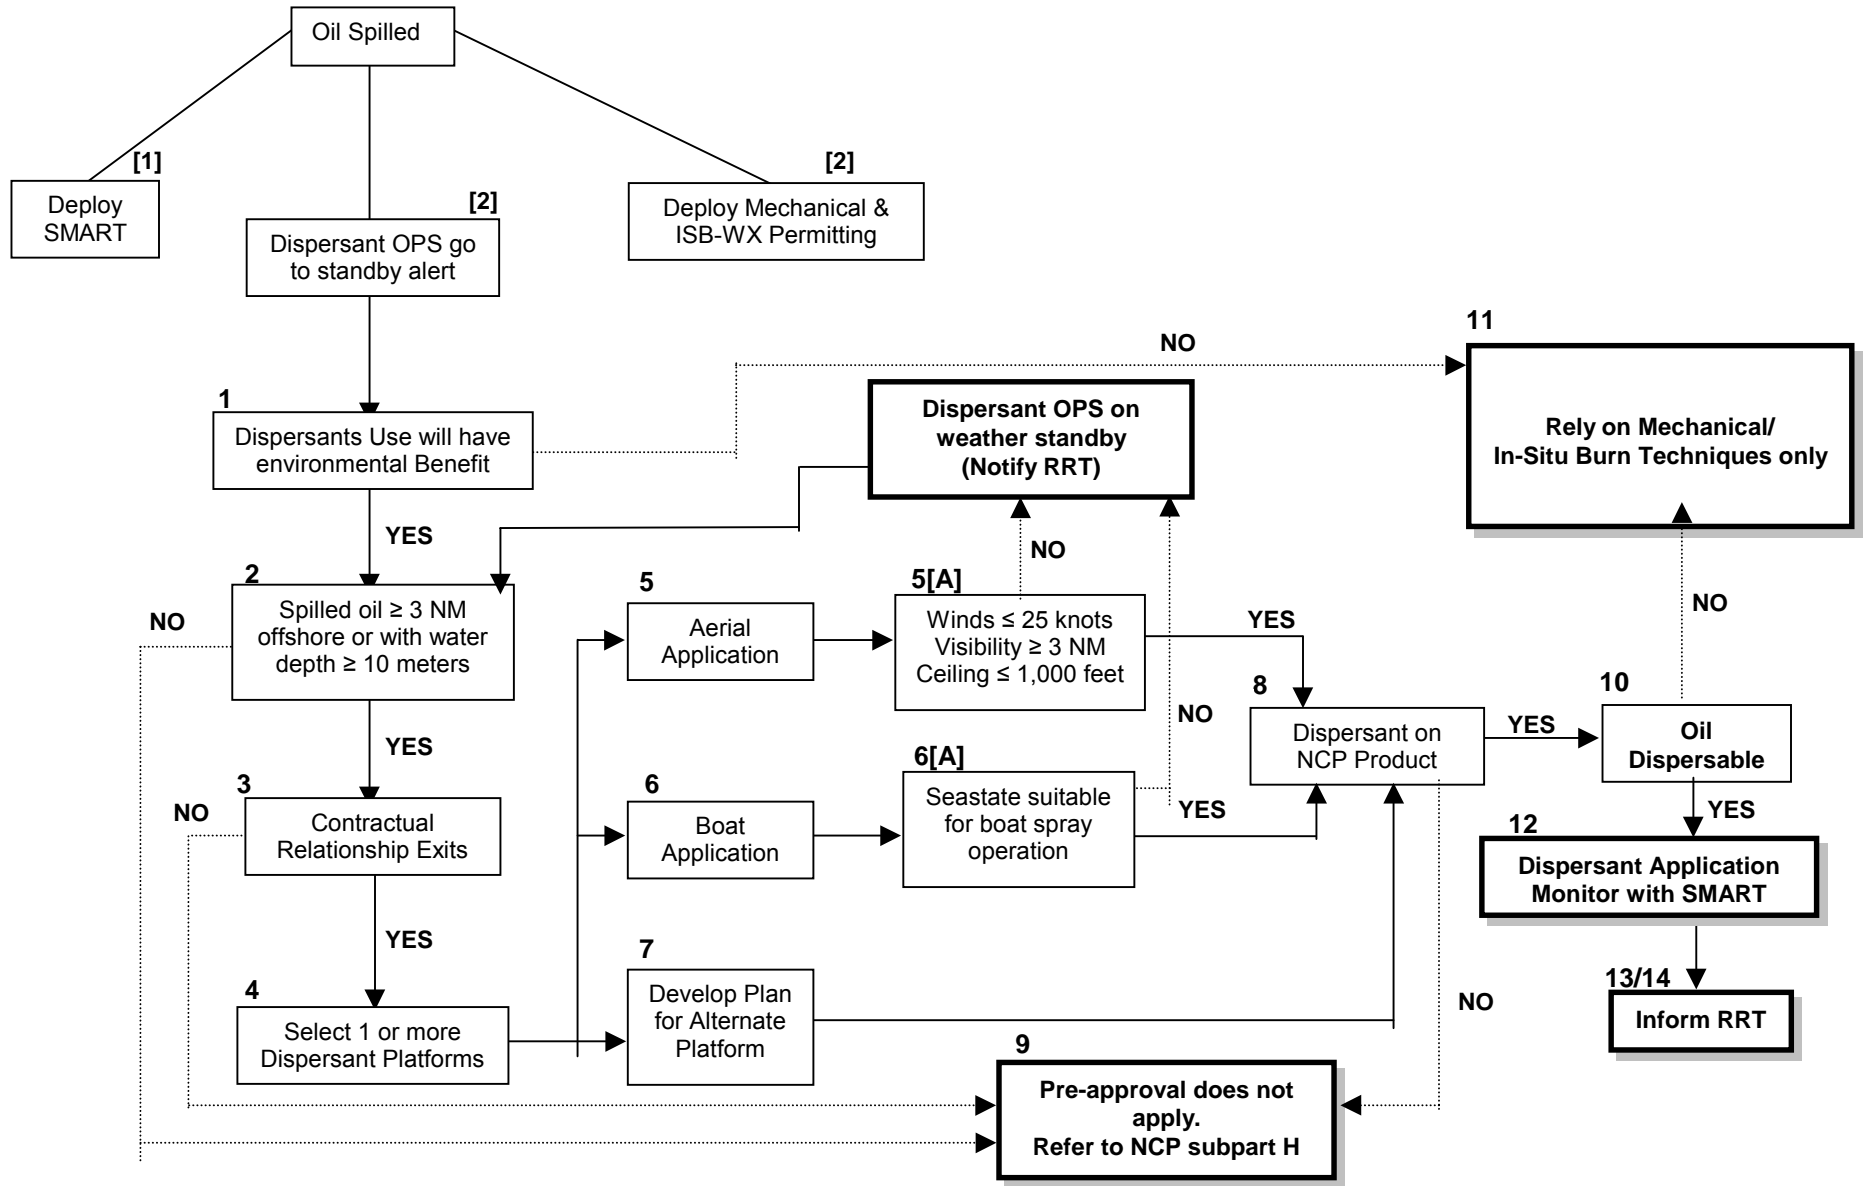 Oil Spilled
[1]
Deploy
SMART
[2]
Dispersant OPS go
to standby alert
[2]
Deploy Mechanical &
ISB-WX Permitting
1
Dispersants Use will have
environmental Benefit
NO
11
Rely on Mechanical/
In-Situ Burn Techniques only
YES
Dispersant OPS on
weather standby
(Notify RRT)
2
Spilled oil ≥ 3 NM
offshore or with water
depth ≥ 10 meters
NO
YES
3
Contractual
Relationship Exits
NO
YES
4
Select 1 or more
Dispersant Platforms
5
Aerial
Application
5[A]
Winds ≤ 25 knots
Visibility ≥ 3 NM
Ceiling ≤ 1,000 feet
NO
YES
6
Boat
Application
6[A]
Seastate suitable
for boat spray
operation
NO
YES
7
Develop Plan
for Alternate
Platform
8
Dispersant on
NCP Product
YES
NO
9
Pre-approval does not
apply.
Refer to NCP subpart H
10
Oil
Dispersable
NO
YES
12
Dispersant Application
Monitor with SMART
13/14
Inform RRT